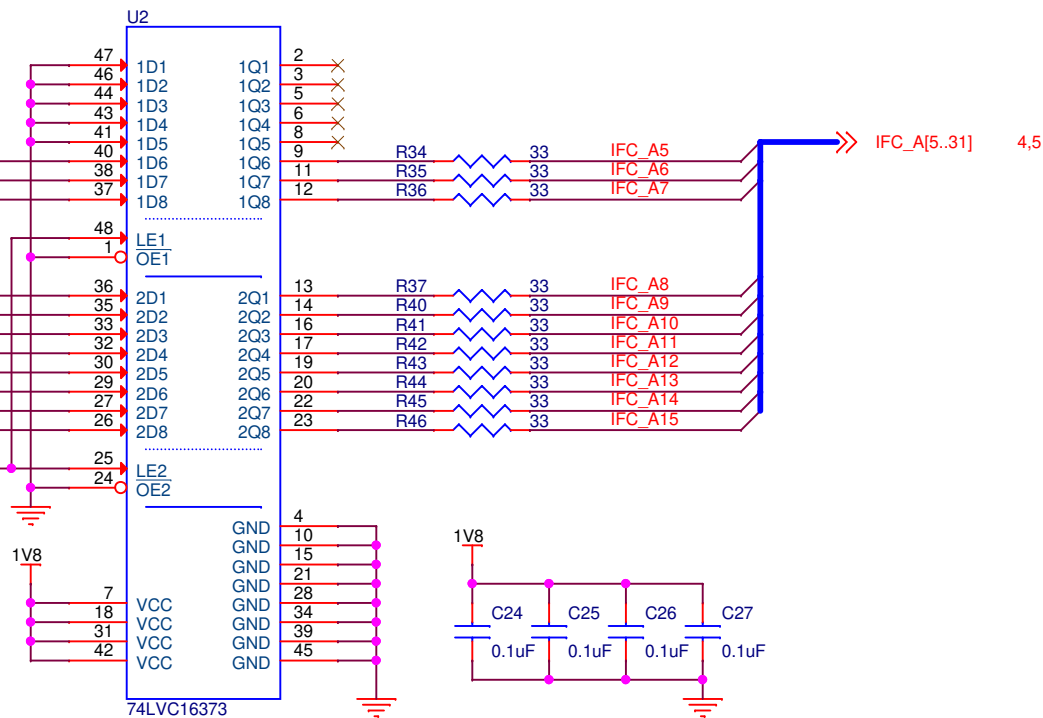 U2
47 1D1 1Q1 2
46 1D2 1Q2 3
44 1D3 1Q3 5
43 1D4 1Q4 6
41 1D5 1Q5 8
40 1D6 1Q6 9 R34 33 IFC_A5 IFC_A[5..31] 4,5
38 1D7 1Q7 11 R35 33 IFC_A6
37 1D8 1Q8 12 R36 33 IFC_A7
48 LE1
1 OE1
36 2D1 2Q1 13 R37 33 IFC_A8
35 2D2 2Q2 14 R40 33 IFC_A9
33 2D3 2Q3 16 R41 33 IFC_A10
32 2D4 2Q4 17 R42 33 IFC_A11
30 2D5 2Q5 19 R43 33 IFC_A12
29 2D6 2Q6 20 R44 33 IFC_A13
27 2D7 2Q7 22 R45 33 IFC_A14
26 2D8 2Q8 23 R46 33 IFC_A15
25 LE2
24 OE2
GND 4
GND 10
GND 15
GND 21
1V8
7 VCC GND 28
18 VCC GND 34
31 VCC GND 39
42 VCC GND 45
74LVC16373
1V8
C24 C25 C26 C27
0.1uF 0.1uF 0.1uF 0.1uF